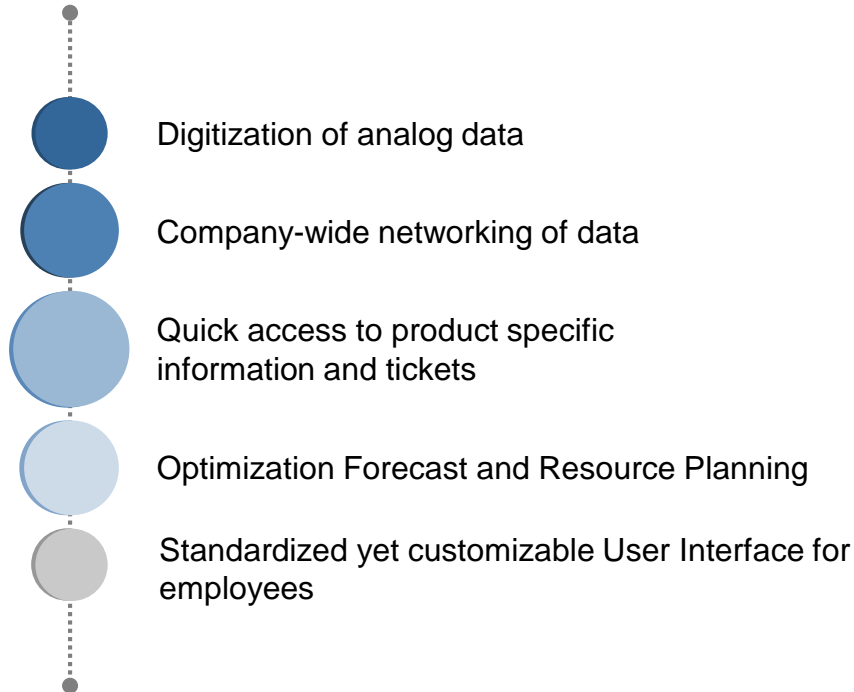 Digitization of analog data
Company-wide networking of data
Quick access to product specific
information and tickets
Optimization Forecast and Resource Planning
Standardized yet customizable User Interface for
employees